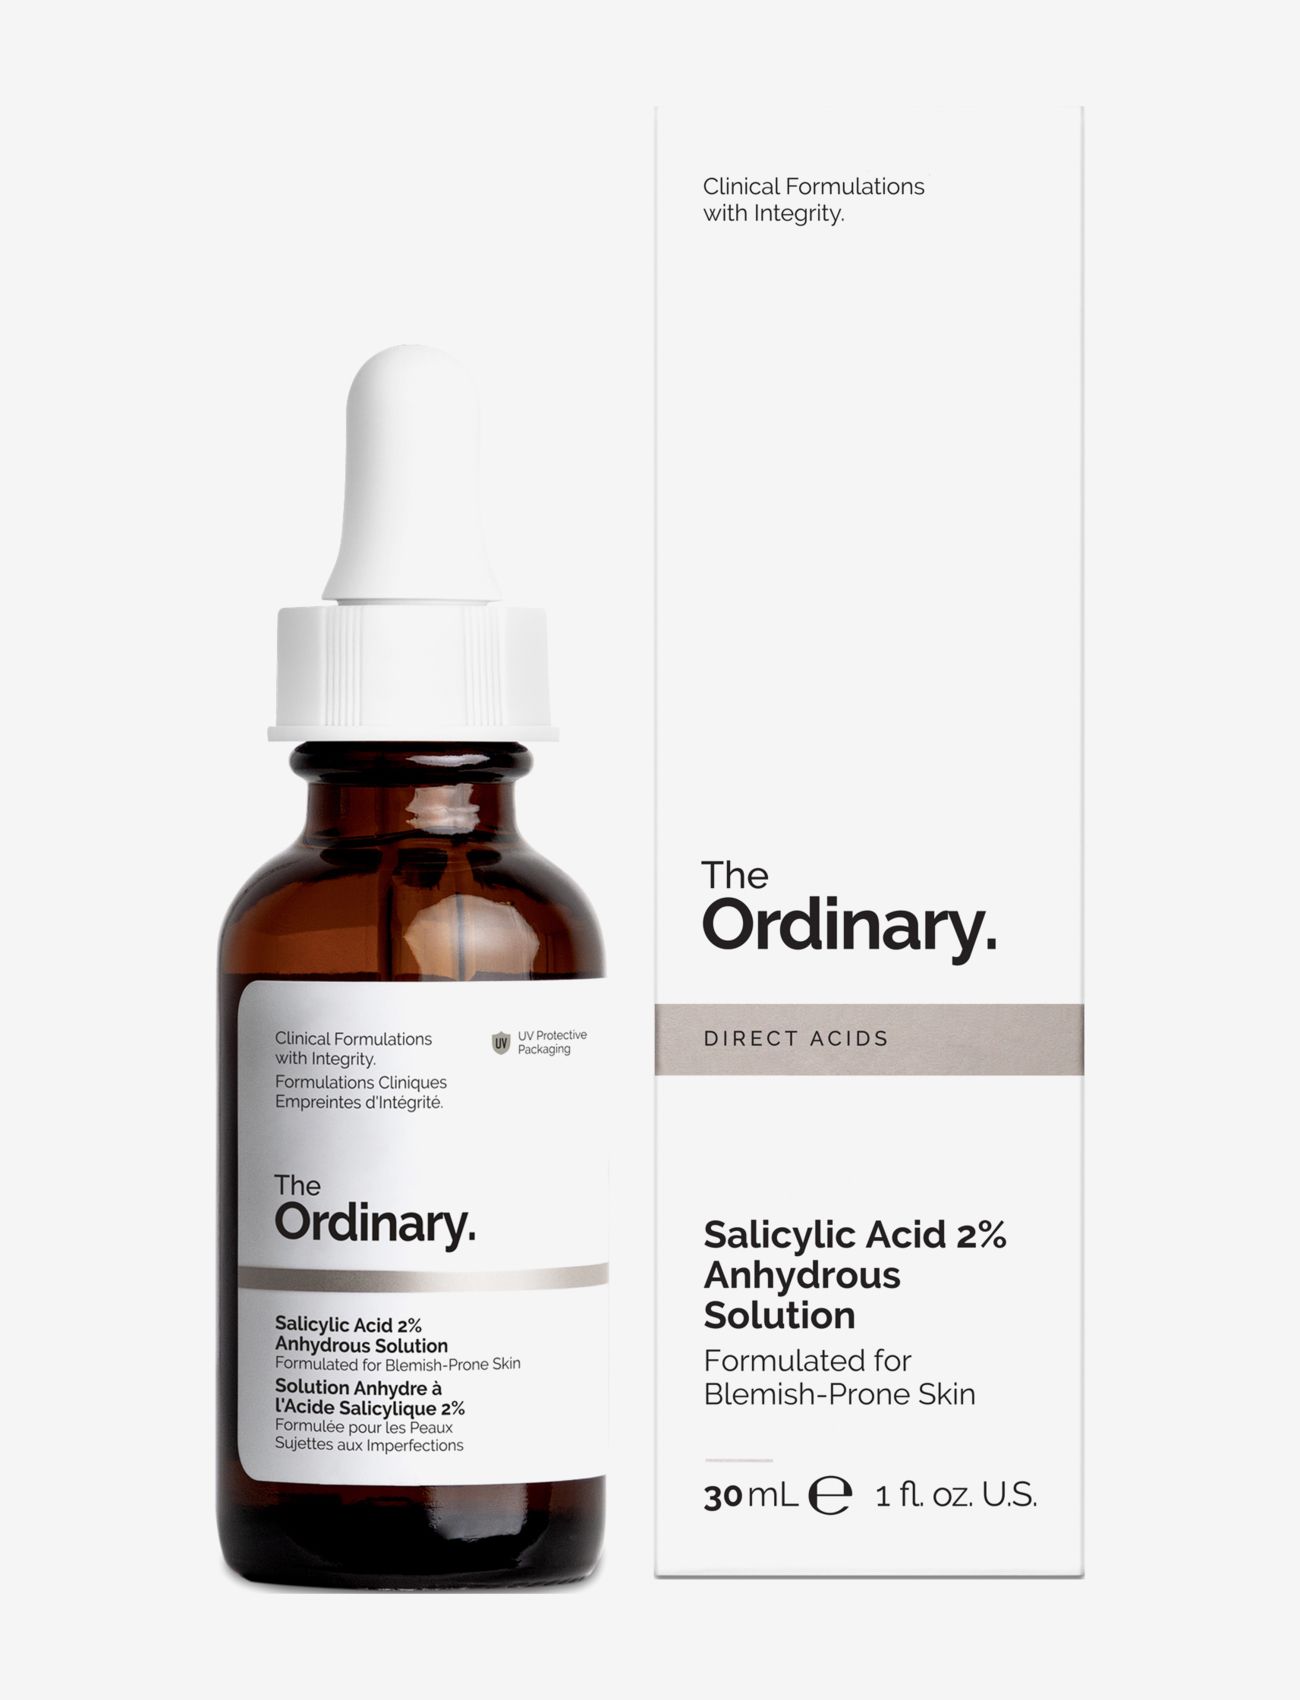 Clinical Formulations
with Integrity.
The
Ordinary.
DIRECT ACIDS
Salicylic Acid 2%
Anhydrous
Solution
Formulated for
Blemish-Prone Skin
30 mL ℮ 1 fl. oz. U.S.
Clinical Formulations
with Integrity.
Formulations Cliniques
Empreintes d'Intégrité.
UV
UV Protective
Packaging
The
Ordinary.
Salicylic Acid 2%
Anhydrous Solution
Formulated for Blemish-Prone Skin
Solution Anhydre à
l'Acide Salicylique 2%
Formulée pour les Peaux
Sujettes aux Imperfections